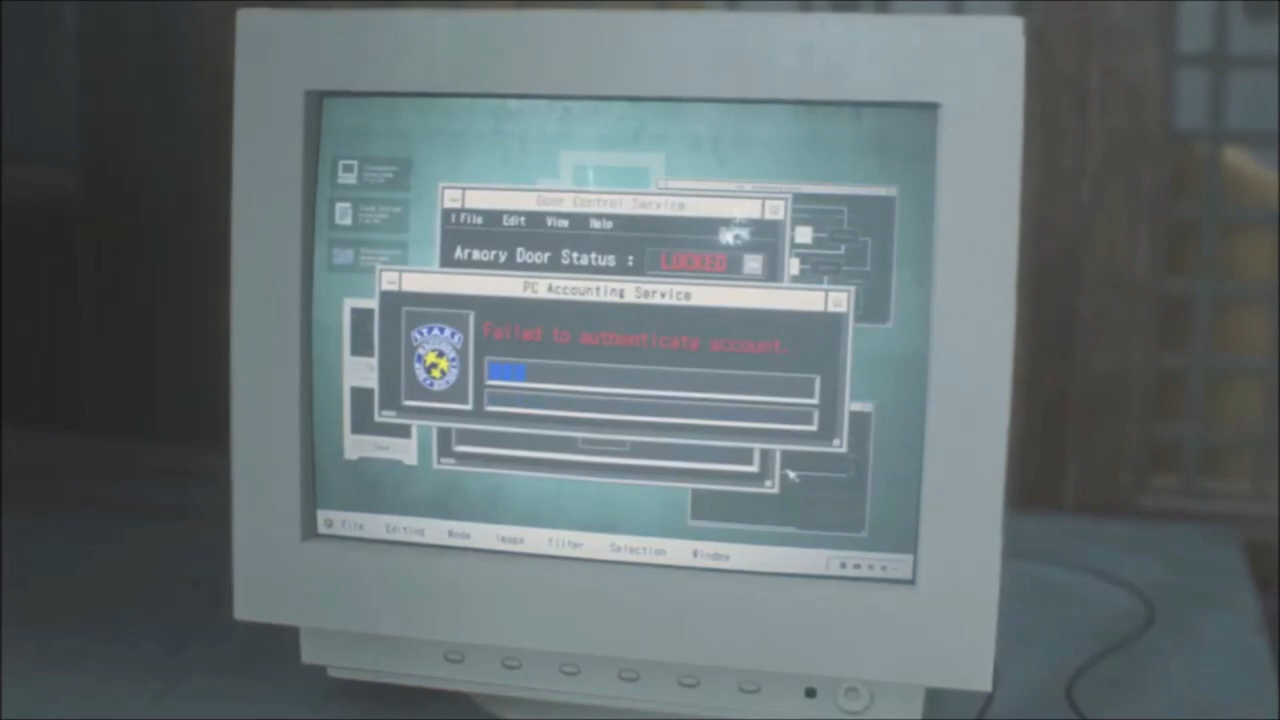 Door Control Service
File Edit View Help
Armory Door Status : LOCKED
PC Accounting Service
Failed to authenticate account.
S.T.A.R.S.
File Editing Mode Image Filter Selection Window